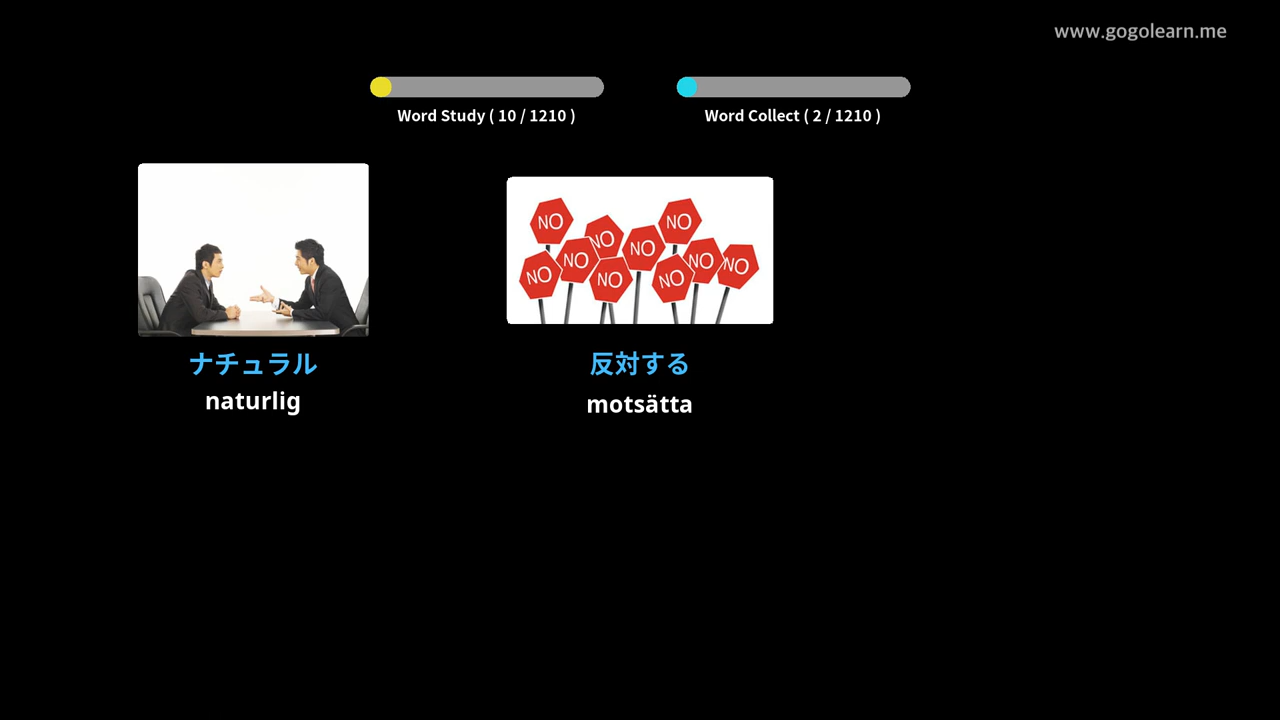 www.gogolearn.me
Word Study ( 10 / 1210 )
Word Collect ( 2 / 1210 )
NO
NO
NO
NO
NO
NO
NO
NO
NO
NO
ナチュラル
反対する
naturlig
motsätta